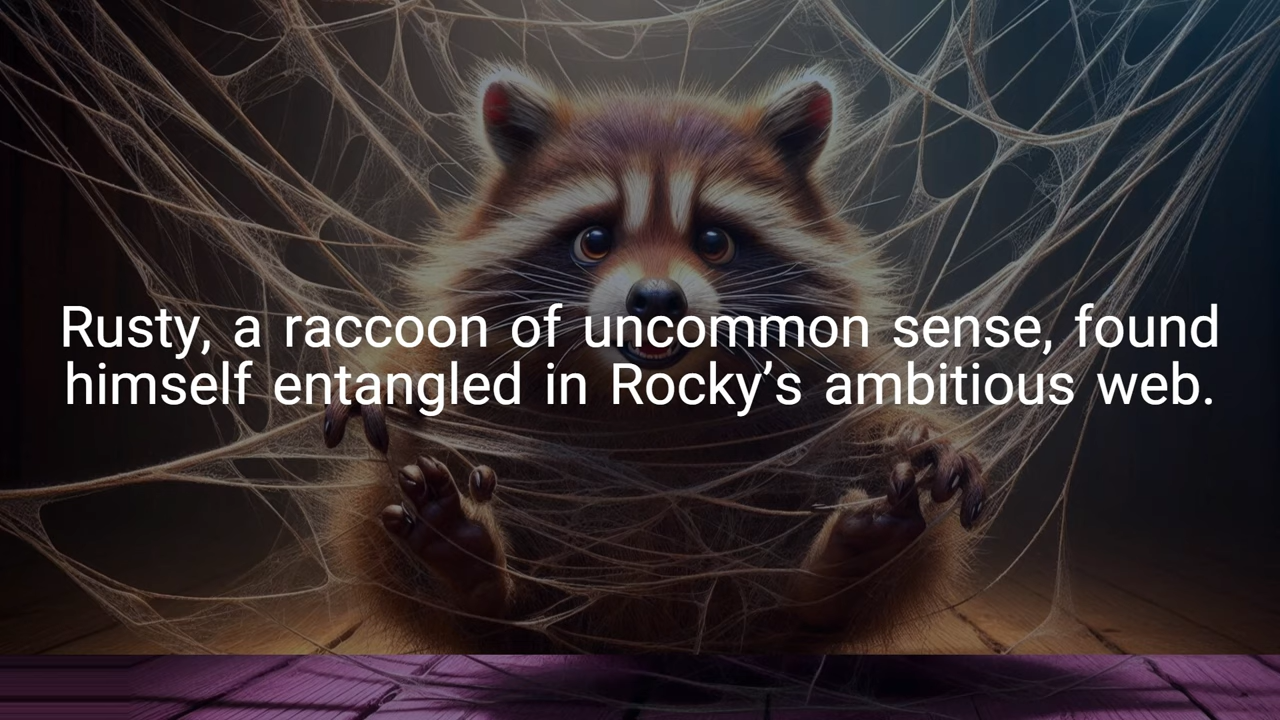 Rusty, a raccoon of uncommon sense, found
himself entangled in Rocky’s ambitious web.